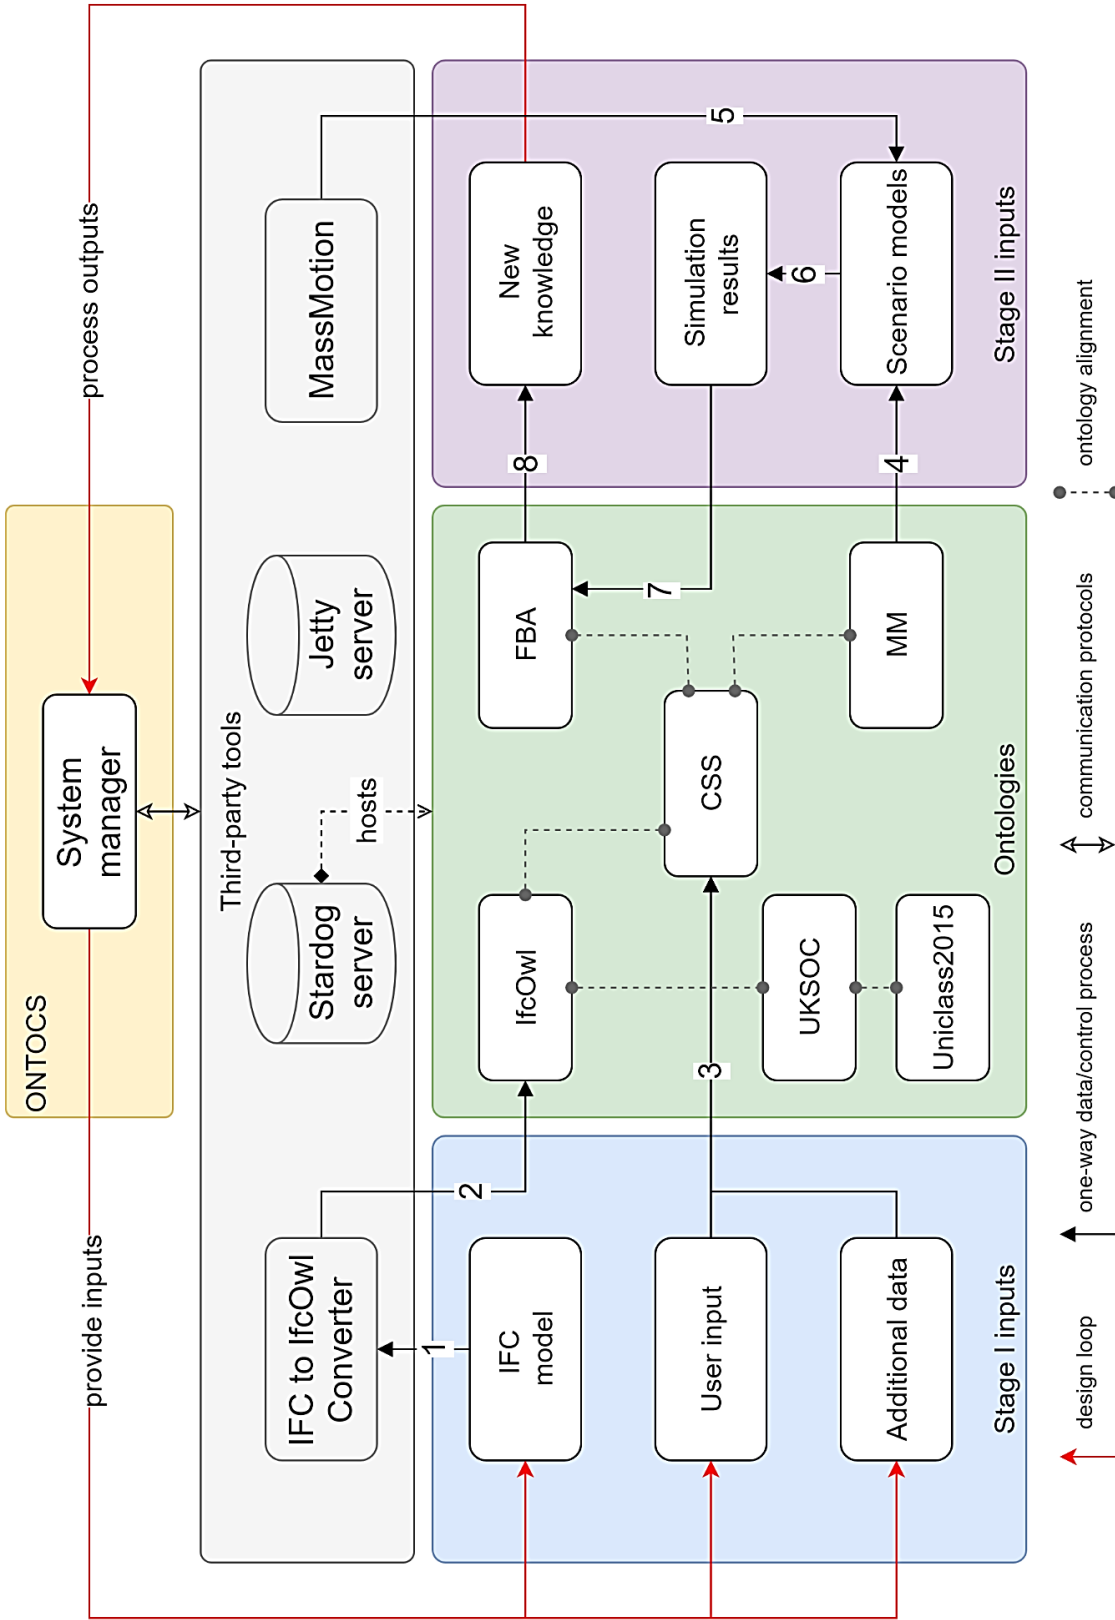 ONTOCS
System
manager
provide inputs
process outputs
Third-party tools
IFC to IfcOwl
Converter
Stardog
server
hosts
Jetty
server
MassMotion
1
2
IFC
model
User input
Additional data
Stage I inputs
3
IfcOwl
UKSOC
Uniclass2015
CSS
FBA
MM
Ontologies
7
8
4
New
knowledge
Simulation
results
6
5
Scenario models
Stage II inputs
design loop
one-way data/control process
communication protocols
ontology alignment